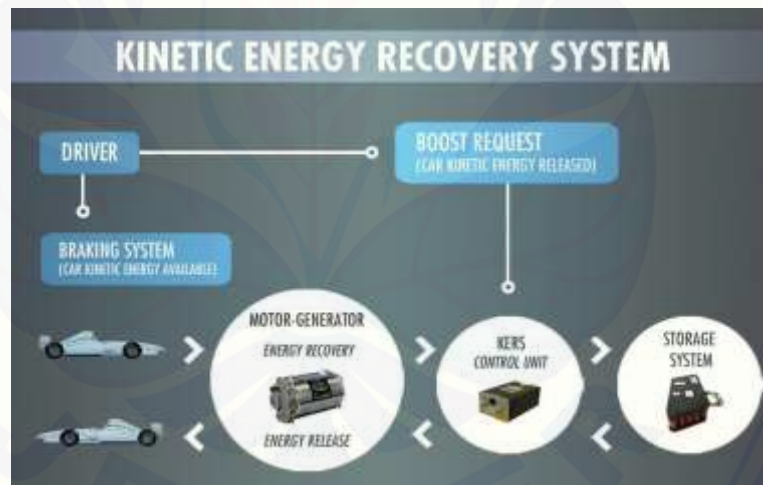 KINETIC ENERGY RECOVERY SYSTEM
DRIVER
BOOST REQUEST
(CAR KINETIC ENERGY RELEASED)
BRAKING SYSTEM
(CAR KINETIC ENERGY AVAILABLE)
MOTOR-GENERATOR
ENERGY RECOVERY
ENERGY RELEASE
KERS
CONTROL UNIT
STORAGE
SYSTEM